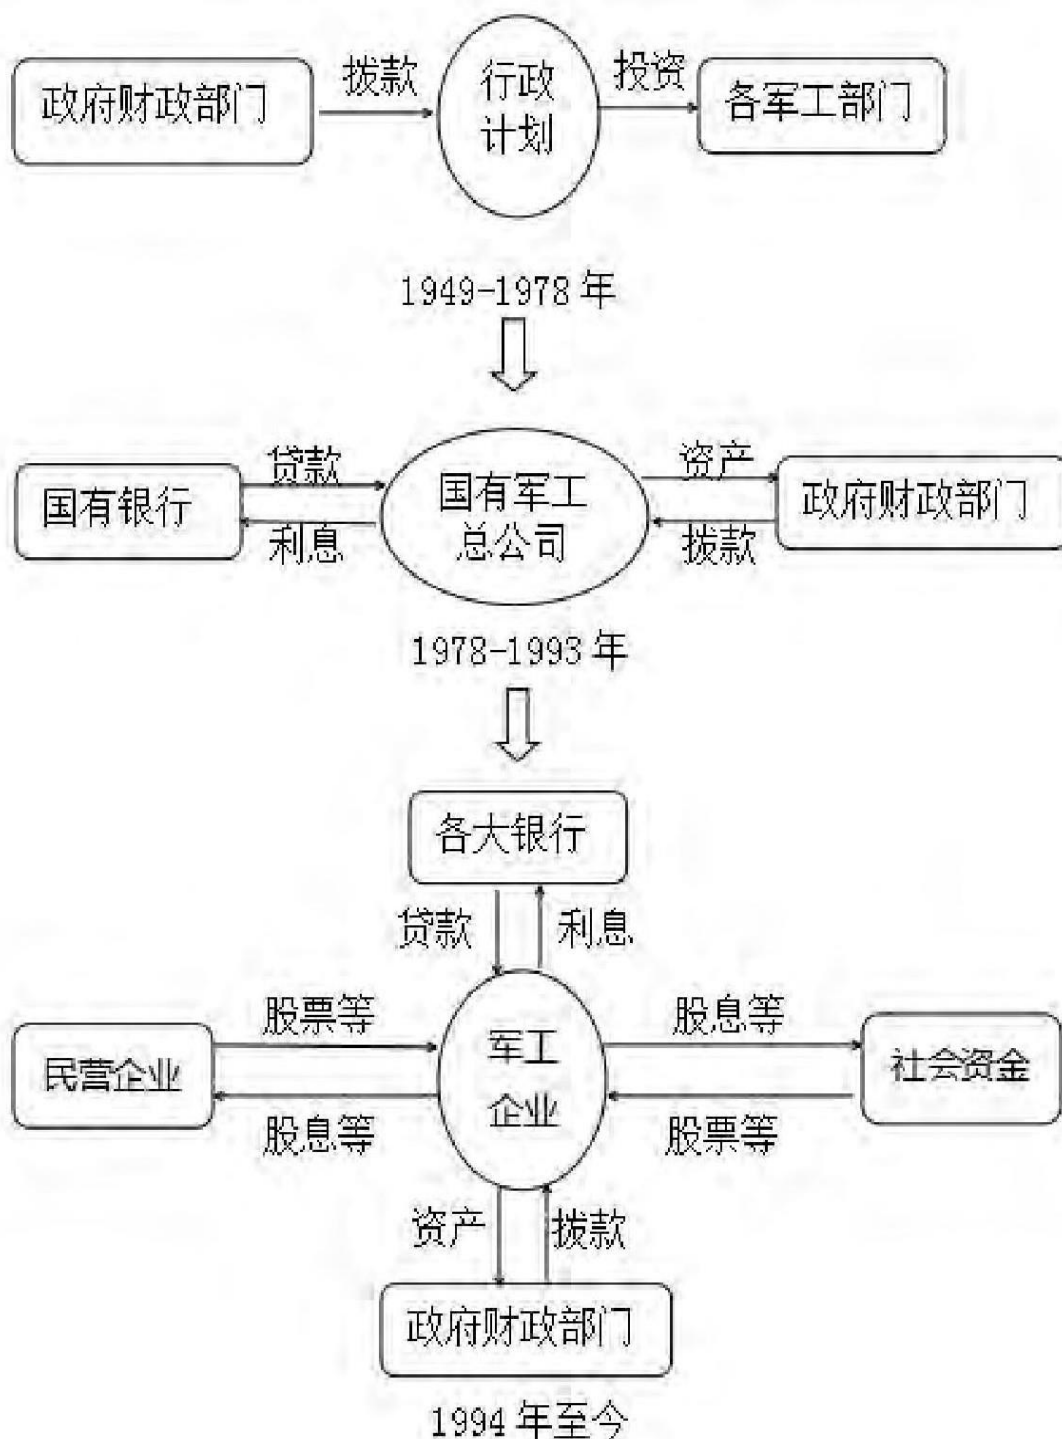 政府财政部门
拨款
行政
计划
投资
各军工部门
1949-1978年
国有银行
贷款
利息
国有军工
总公司
资产
拨款
政府财政部门
1978-1993年
各大银行
贷款
利息
民营企业
股票等
股息等
军工
企业
股息等
股票等
社会资金
资产
拨款
政府财政部门
1994年至今